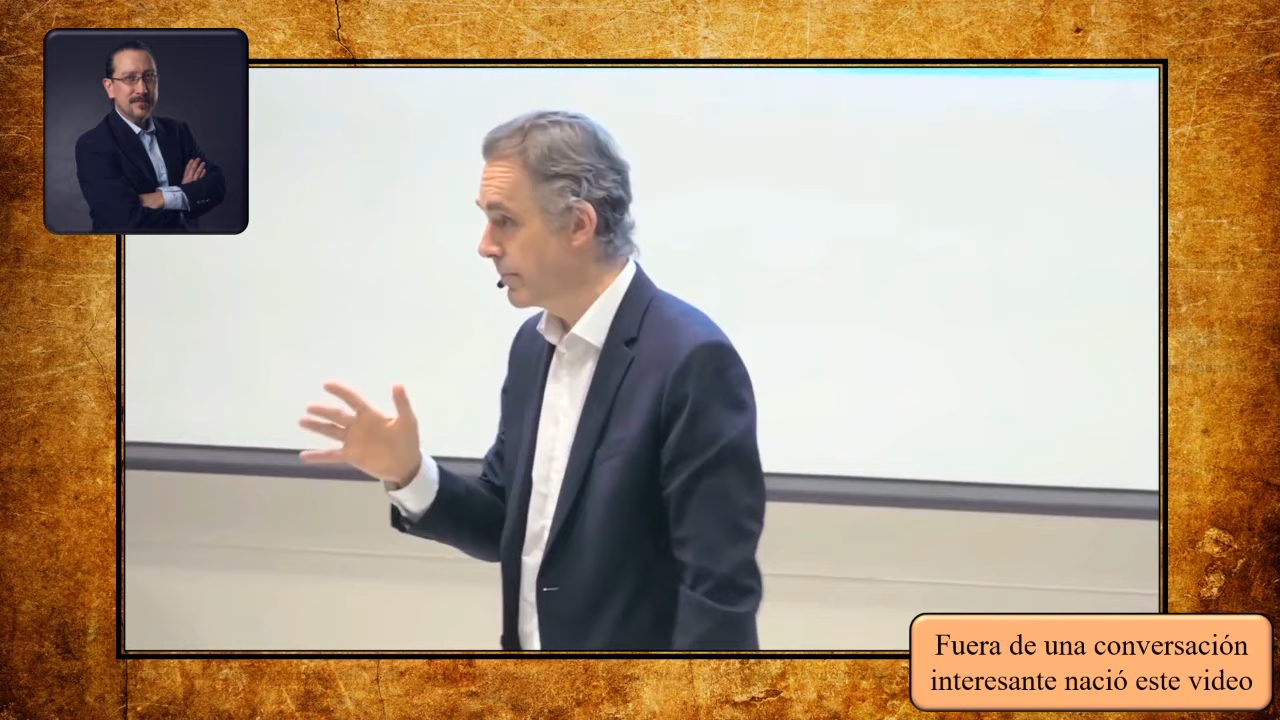 Fuera de una conversación
interesante nació este video